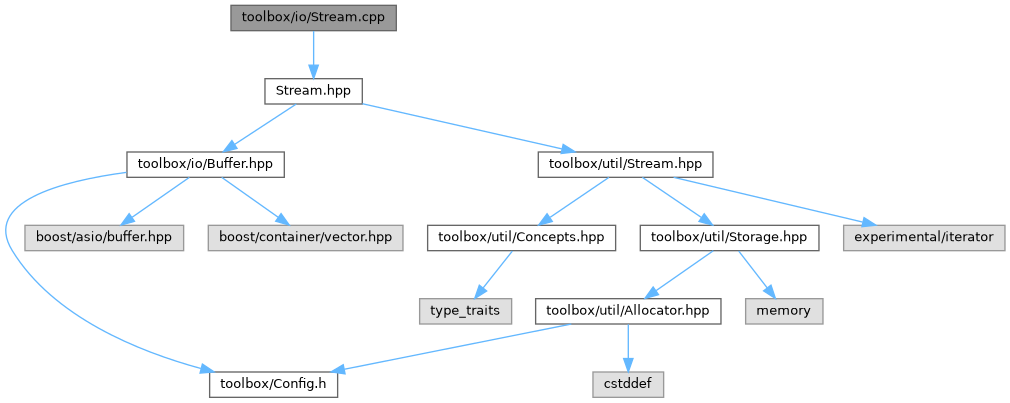 toolbox/io/Stream.cpp
Stream.hpp
toolbox/io/Buffer.hpp
toolbox/util/Stream.hpp
boost/asio/buffer.hpp
boost/container/vector.hpp
toolbox/util/Concepts.hpp
toolbox/util/Storage.hpp
experimental/iterator
type_traits
toolbox/util/Allocator.hpp
memory
toolbox/Config.h
cstddef